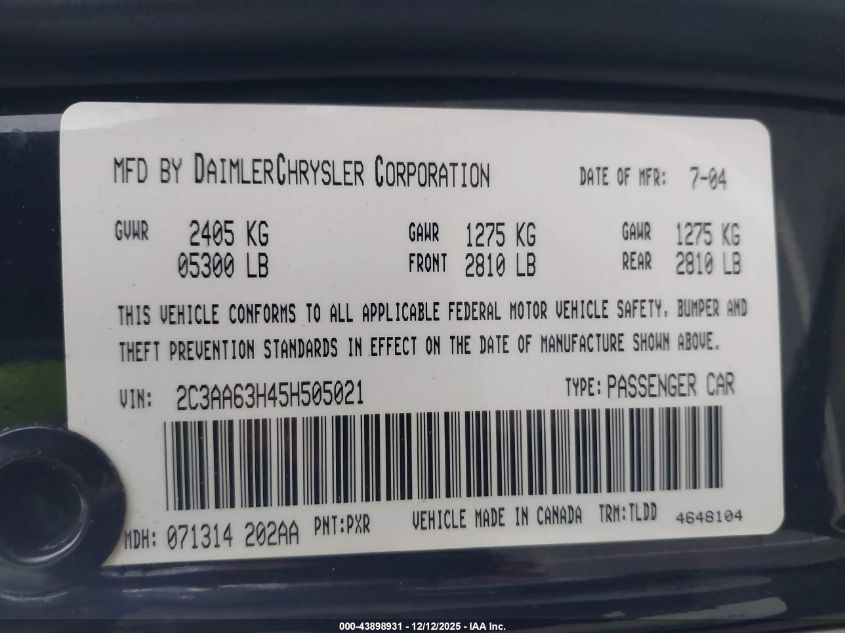 MFD BY DAIMLERCHRYSLER CORPORATION DATE OF MFR: 7-04
GVWR 2405 KG GAWR 1275 KG GAWR 1275 KG
05300 LB FRONT 2810 LB REAR 2810 LB
THIS VEHICLE CONFORMS TO ALL APPLICABLE FEDERAL MOTOR VEHICLE SAFETY, BUMPER AND
THEFT PREVENTION STANDARDS IN EFFECT ON THE DATE OF MANUFACTURE SHOWN ABOVE.
VIN: 2C3AA63H45H505021 TYPE: PASSENGER CAR
MDH: 071314 202AA PNT:PXR VEHICLE MADE IN CANADA TRM:TLDD 4648104
000-43898931 - 12/12/2025 - IAA Inc.